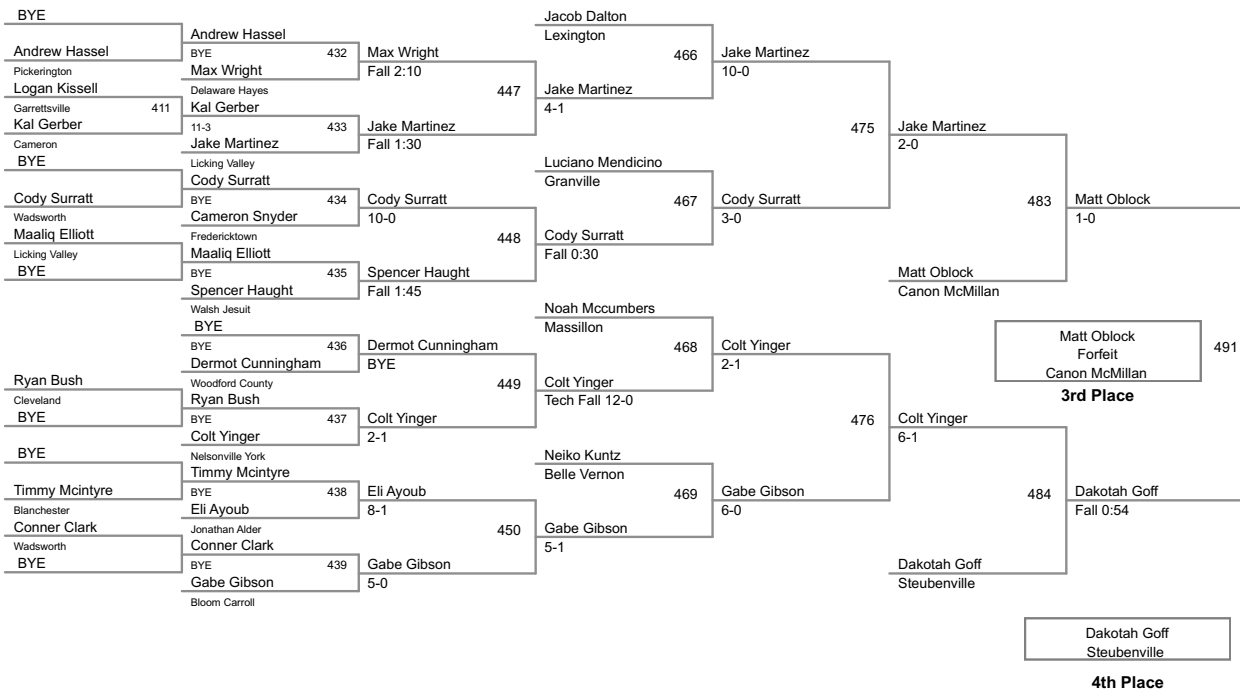 BYE
Andrew Hassel
Pickerington
Logan Kissell
Garrettsville 411
Kal Gerber
Cameron
BYE
Cody Surratt
Wadsworth
Maaliq Elliott
Licking Valley
BYE
Ryan Bush
Cleveland
BYE
BYE
Timmy Mcintyre
Blanchester
Conner Clark
Wadsworth
BYE
Andrew Hassel
BYE 432
Max Wright
Delaware Hayes
Kal Gerber
11-3 433
Jake Martinez
Licking Valley
Cody Surratt
BYE 434
Cameron Snyder
Fredericktown
Maaliq Elliott
BYE 435
Spencer Haught
Walsh Jesuit
BYE
BYE 436
Dermot Cunningham
Woodford County
Ryan Bush
BYE 437
Colt Yinger
Nelsonville York
Timmy Mcintyre
BYE 438
Eli Ayoub
Jonathan Alder
Conner Clark
BYE 439
Gabe Gibson
Bloom Carroll
Max Wright
Fall 2:10
447
Jake Martinez
Fall 1:30
Cody Surratt
10-0
448
Spencer Haught
Fall 1:45
Dermot Cunningham
BYE
449
Colt Yinger
2-1
Eli Ayoub
8-1
450
Gabe Gibson
5-0
Jacob Dalton
Lexington
466
Jake Martinez
4-1
Luciano Mendicino
Granville
467
Cody Surratt
Fall 0:30
Noah Mccumbers
Massillon
468
Colt Yinger
Tech Fall 12-0
Neiko Kuntz
Belle Vernon
469
Gabe Gibson
5-1
Jake Martinez
10-0
475
Cody Surratt
3-0
Colt Yinger
2-1
476
Gabe Gibson
6-0
Jake Martinez
2-0
483
Matt Oblock
Canon McMillan
Colt Yinger
6-1
484
Dakotah Goff
Steubenville
Matt Oblock
1-0
Matt Oblock
Forfeit 491
Canon McMillan
3rd Place
Dakotah Goff
Fall 0:54
Dakotah Goff
Steubenville
4th Place